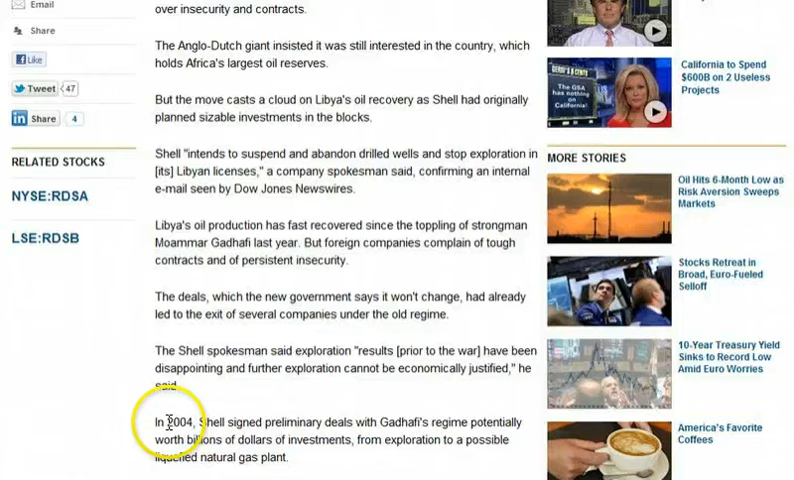 Email
Share
Like
Tweet 47
in Share 4
RELATED STOCKS
NYSE:RDSA
LSE:RDSB
over insecurity and contracts.
The Anglo-Dutch giant insisted it was still interested in the country, which
holds Africa's largest oil reserves.
But the move casts a cloud on Libya's oil recovery as Shell had originally
planned sizable investments in the blocks.
Shell "intends to suspend and abandon drilled wells and stop exploration in
[its] Libyan licenses," a company spokesman said, confirming an internal
e-mail seen by Dow Jones Newswires.
Libya's oil production has fast recovered since the toppling of strongman
Moammar Gadhafi last year. But foreign companies complain of tough
contracts and of persistent insecurity.
The deals, which the new government says it won't change, had already
led to the exit of several companies under the old regime.
The Shell spokesman said exploration "results [prior to the war] have been
disappointing and further exploration cannot be economically justified," he
said.
In 2004, Shell signed preliminary deals with Gadhafi's regime potentially
worth billions of dollars of investments, from exploration to a possible
liquefied natural gas plant.
The GSA
has nothing
on
California!
California to Spend
$600B on 2 Useless
Projects
MORE STORIES
Oil Hits 6-Month Low as
Risk Aversion Sweeps
Markets
Stocks Retreat in
Broad, Euro-Fueled
Selloff
10-Year Treasury Yield
Sinks to Record Low
Amid Euro Worries
America's Favorite
Coffees